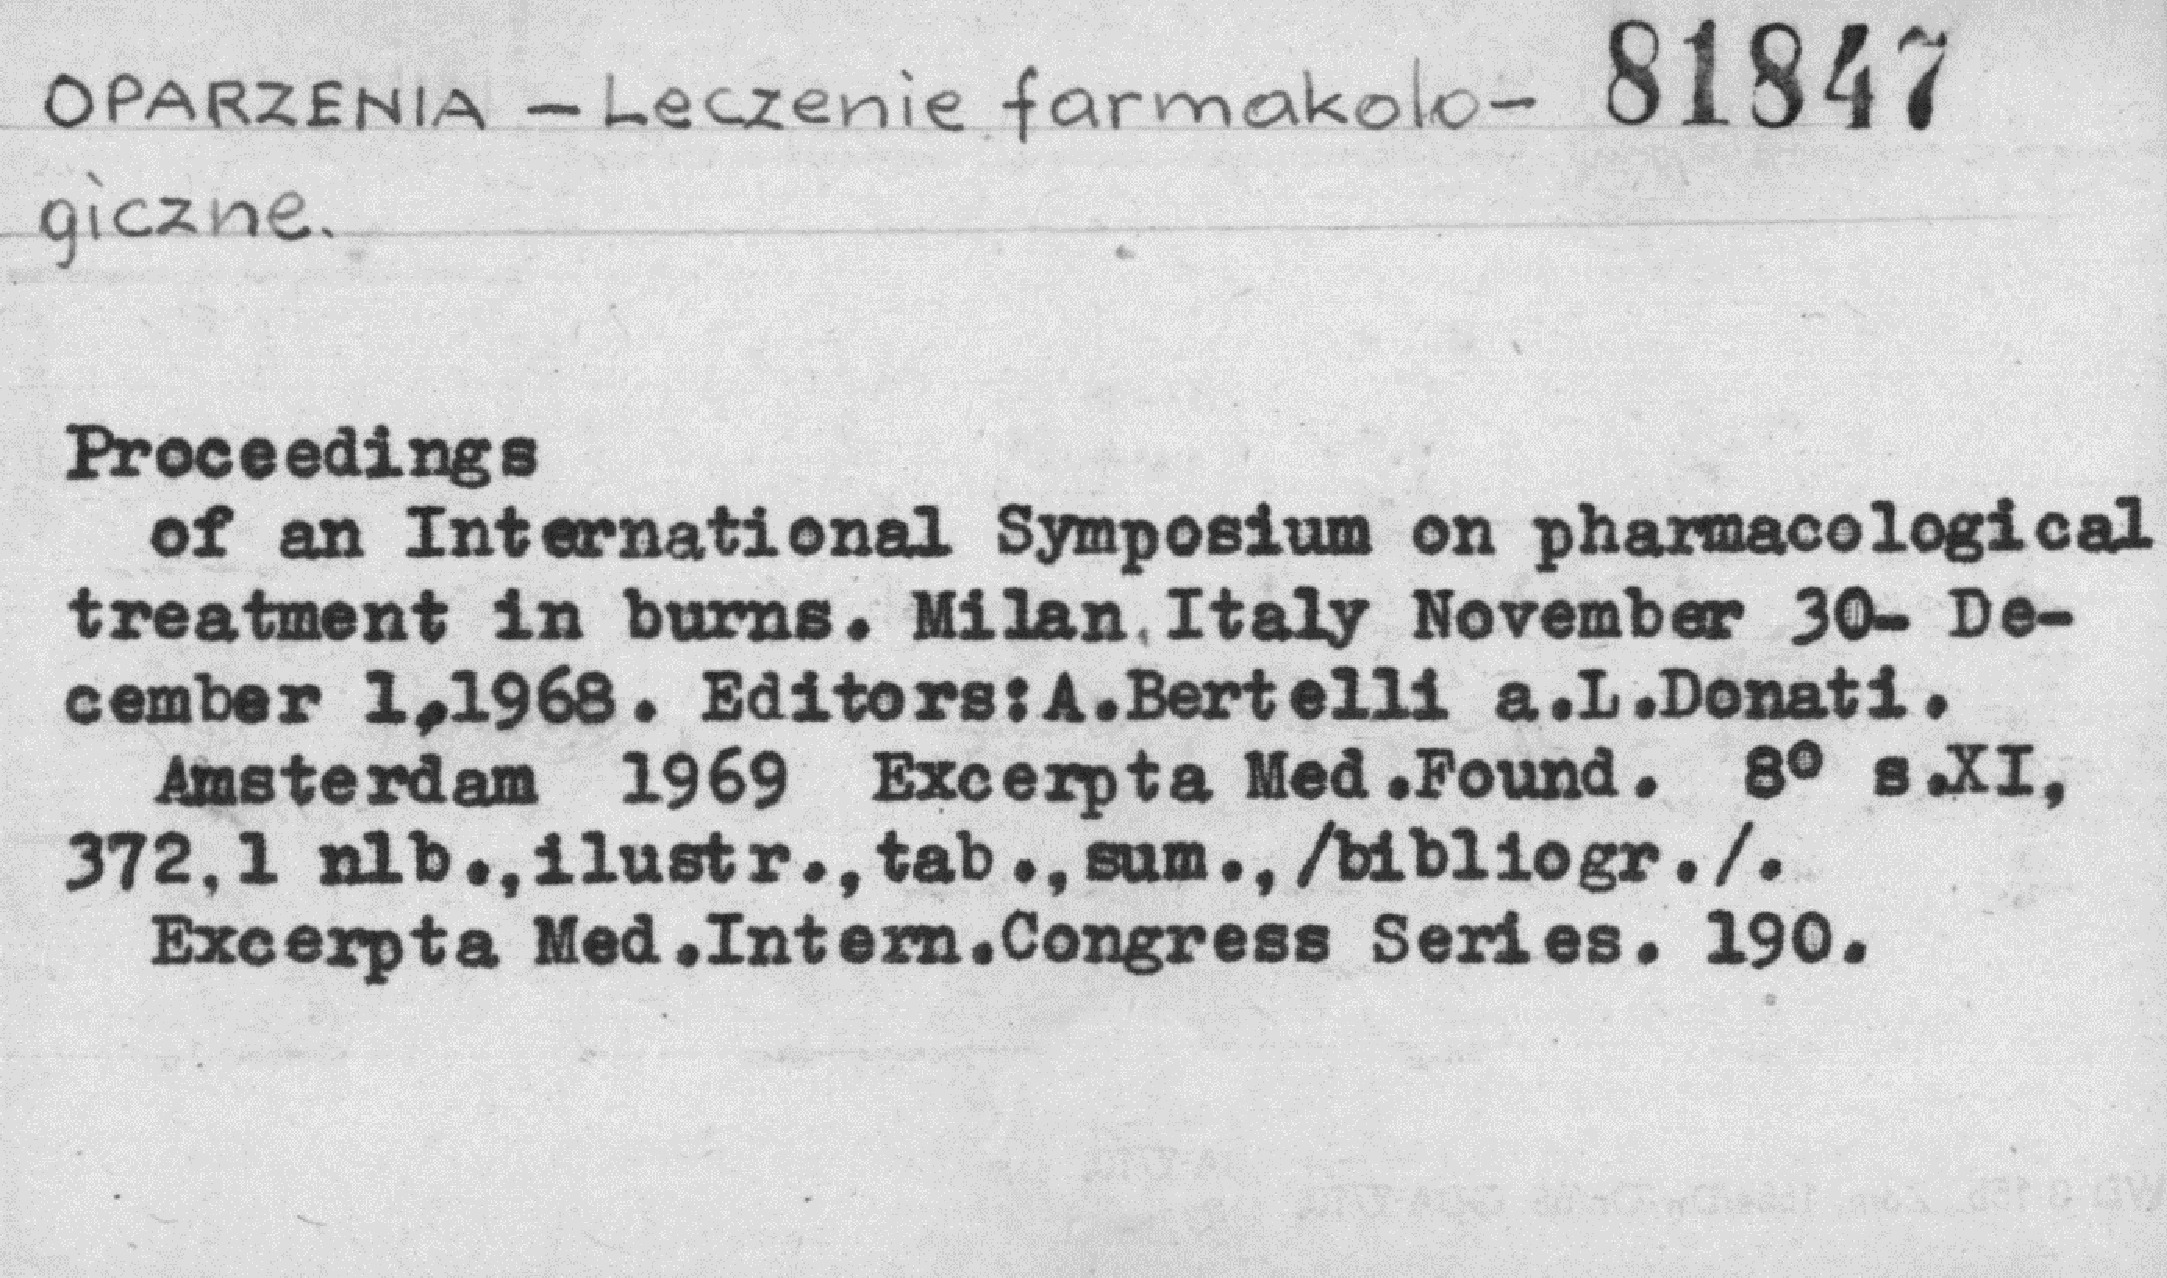 OPARZENIA – Leczenie farmakolo- 81847
giczne.
Proceedings
of an International Symposium on pharmacological
treatment in burns. Milan, Italy November 30- De-
cember 1,1968. Editors:A.Bertelli a.L.Donati.
Amsterdam 1969 Excerpta Med.Found. 8º s.XI,
372,1 nlb.,ilustr.,tab.,sum.,/bibliogr./.
Excerpta Med.Intern.Congress Series. 190.